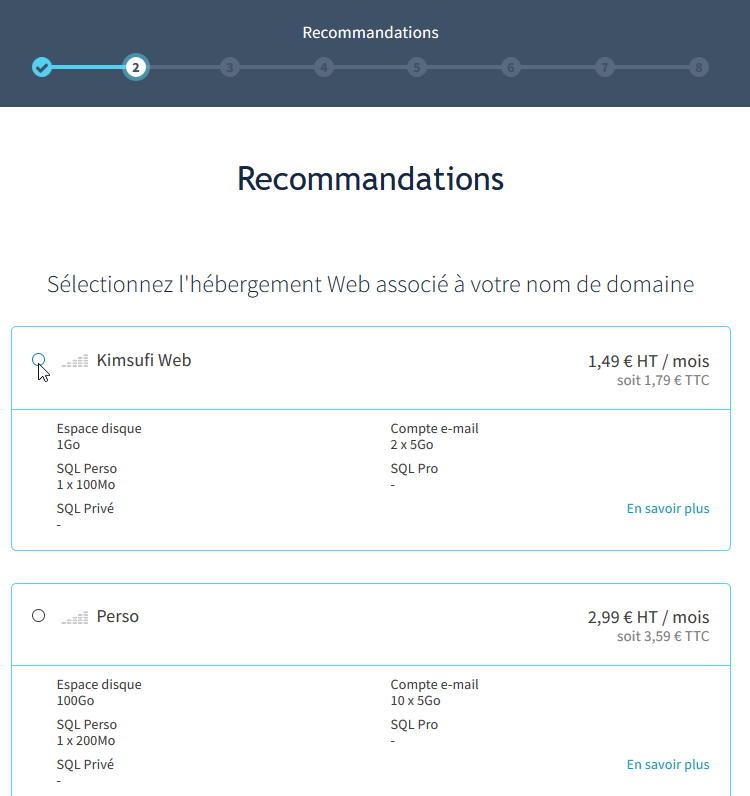 Recommandations
2 3 4 5 6 7 8
Recommandations
Sélectionnez l'hébergement Web associé à votre nom de domaine
Kimsufi Web
1,49 € HT / mois
soit 1,79 € TTC
Espace disque
1Go
Compte e-mail
2 x 5Go
SQL Perso
1 x 100Mo
SQL Pro
-
SQL Privé
-
En savoir plus
Perso
2,99 € HT / mois
soit 3,59 € TTC
Espace disque
100Go
Compte e-mail
10 x 5Go
SQL Perso
1 x 200Mo
SQL Pro
-
SQL Privé
-
En savoir plus